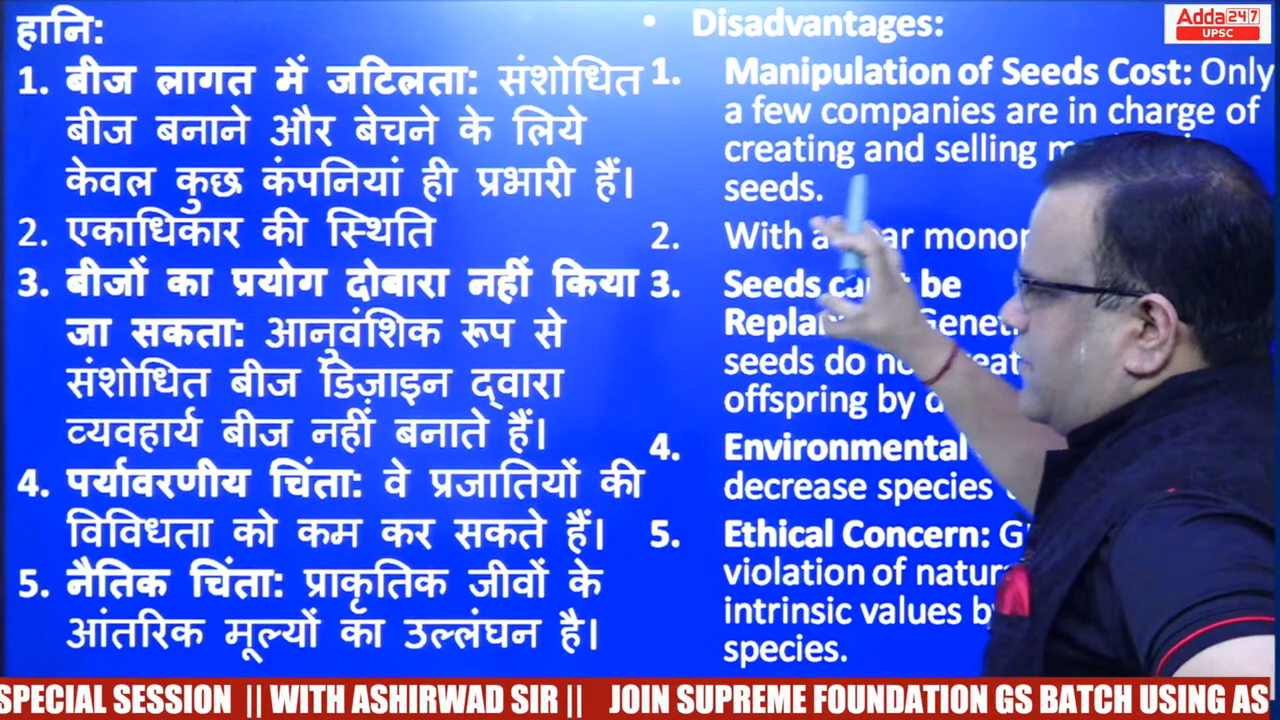 हानि:
1. बीज लागत में जटिलता: संशोधित
बीज बनाने और बेचने के लिये
केवल कुछ कंपनियां ही प्रभारी हैं।
2. एकाधिकार की स्थिति
3. बीजों का प्रयोग दोबारा नहीं किया
जा सकता: आनुवंशिक रूप से
संशोधित बीज डिज़ाइन द्वारा
व्यवहार्य बीज नहीं बनाते हैं।
4. पर्यावरणीय चिंता: वे प्रजातियों की
विविधता को कम कर सकते हैं।
5. नैतिक चिंता: प्राकृतिक जीवों के
आंतरिक मूल्यों का उल्लंघन है।
• Disadvantages:
1. Manipulation of Seeds Cost: Only
a few companies are in charge of
creating and selling
seeds.
2. With a
3. Seeds be
seeds do
offspring by
4. Environmental
decrease species
5. Ethical Concern:
violation of
intrinsic values
species.
Adda247
UPSC
SPECIAL SESSION || WITH ASHIRWAD SIR || JOIN SUPREME FOUNDATION GS BATCH USING AS